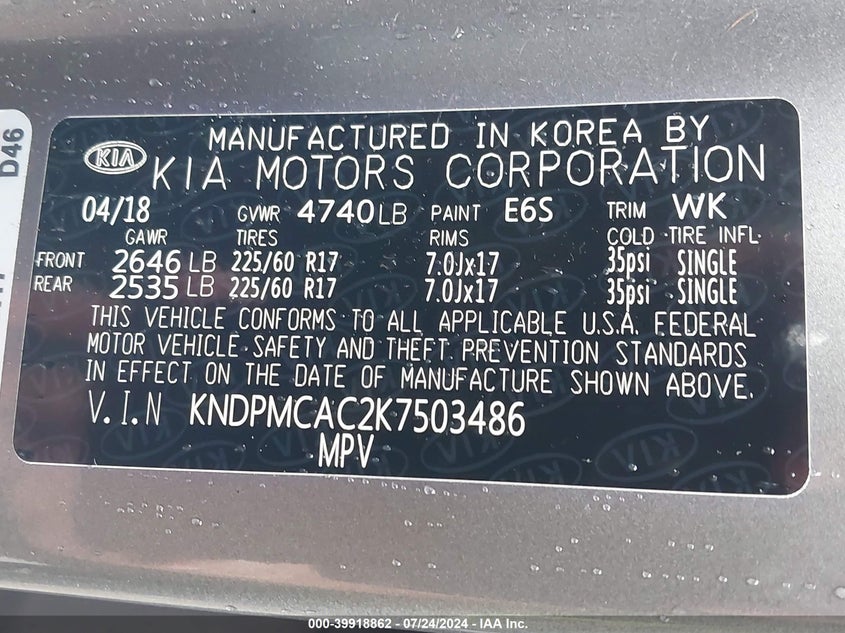 D46
MANUFACTURED IN KOREA BY
KIA KIA MOTORS CORPORATION
04/18 GVWR 4740LB PAINT E6S TRIM WK
GAWR TIRES RIMS COLD TIRE INFL.
FRONT 2646 LB 225/60 R17 7.0Jx17 35psi SINGLE
REAR 2535 LB 225/60 R17 7.0Jx17 35psi SINGLE
THIS VEHICLE CONFORMS TO ALL APPLICABLE U.S.A. FEDERAL
MOTOR VEHICLE SAFETY AND THEFT PREVENTION STANDARDS
IN EFFECT ON THE DATE OF MANUFACTURE SHOWN ABOVE.
V.I.N KNDPMCAC2K7503486
MPV
000-39918862 - 07/24/2024 - IAA, Inc.